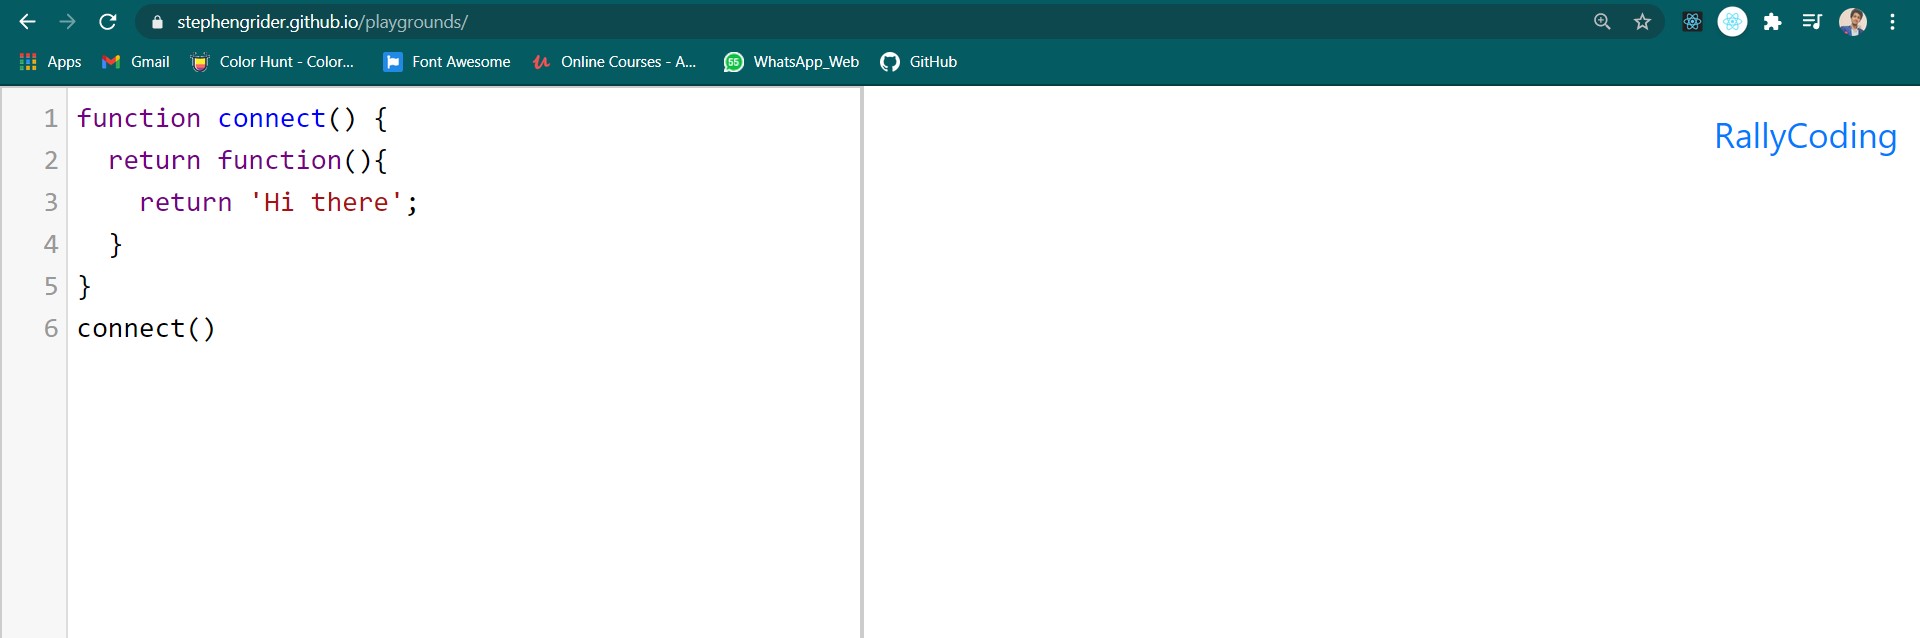 stephengrider.github.io/playgrounds/
Apps Gmail Color Hunt - Color... Font Awesome Online Courses - A... 55 WhatsApp_Web GitHub
1 function connect() {
2   return function(){
3     return 'Hi there';
4   }
5 }
6 connect()
RallyCoding